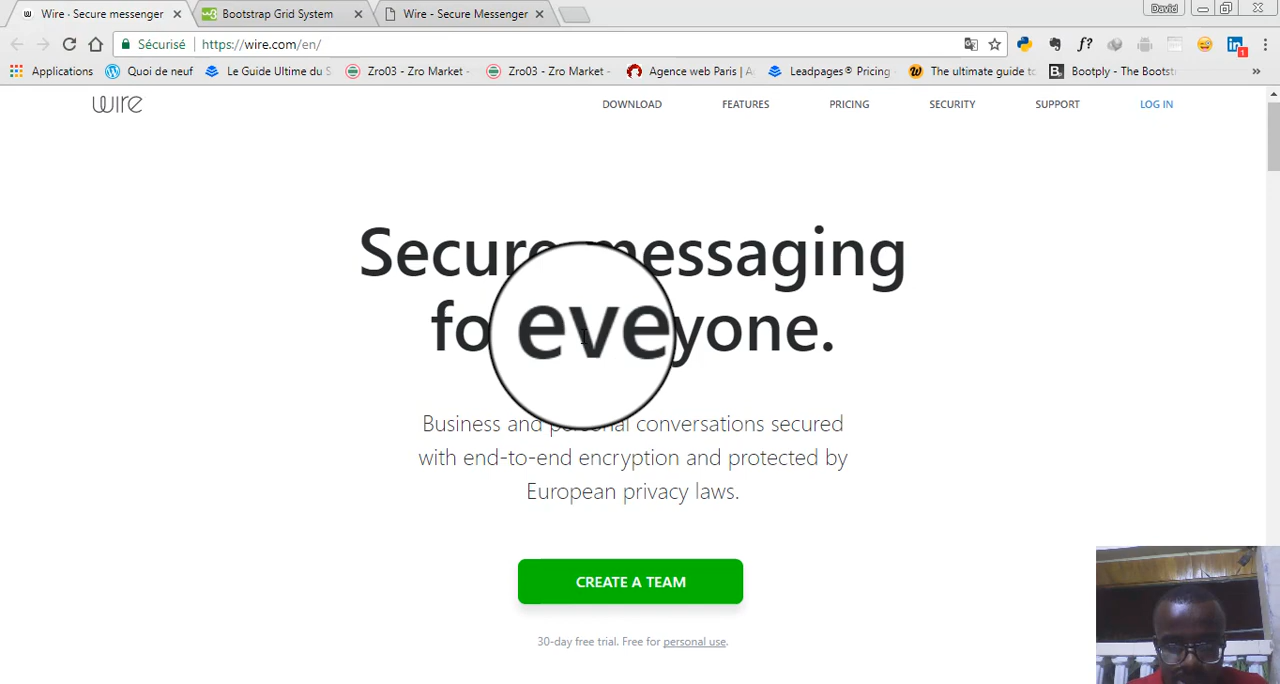 Wire - Secure messenger
Bootstrap Grid System
Wire - Secure Messenger
David
Sécurisé
https://wire.com/en/
f?
1
Applications
Quoi de neuf
Le Guide Ultime du S
Zro03 - Zro Market -
Zro03 - Zro Market -
Agence web Paris | A
Leadpages® Pricing
The ultimate guide to
Bootply - The Bootst
»
wire
DOWNLOAD
FEATURES
PRICING
SECURITY
SUPPORT
LOG IN
Secure messaging
for everyone.
Business and personal conversations secured
with end-to-end encryption and protected by
European privacy laws.
CREATE A TEAM
30-day free trial. Free for personal use.